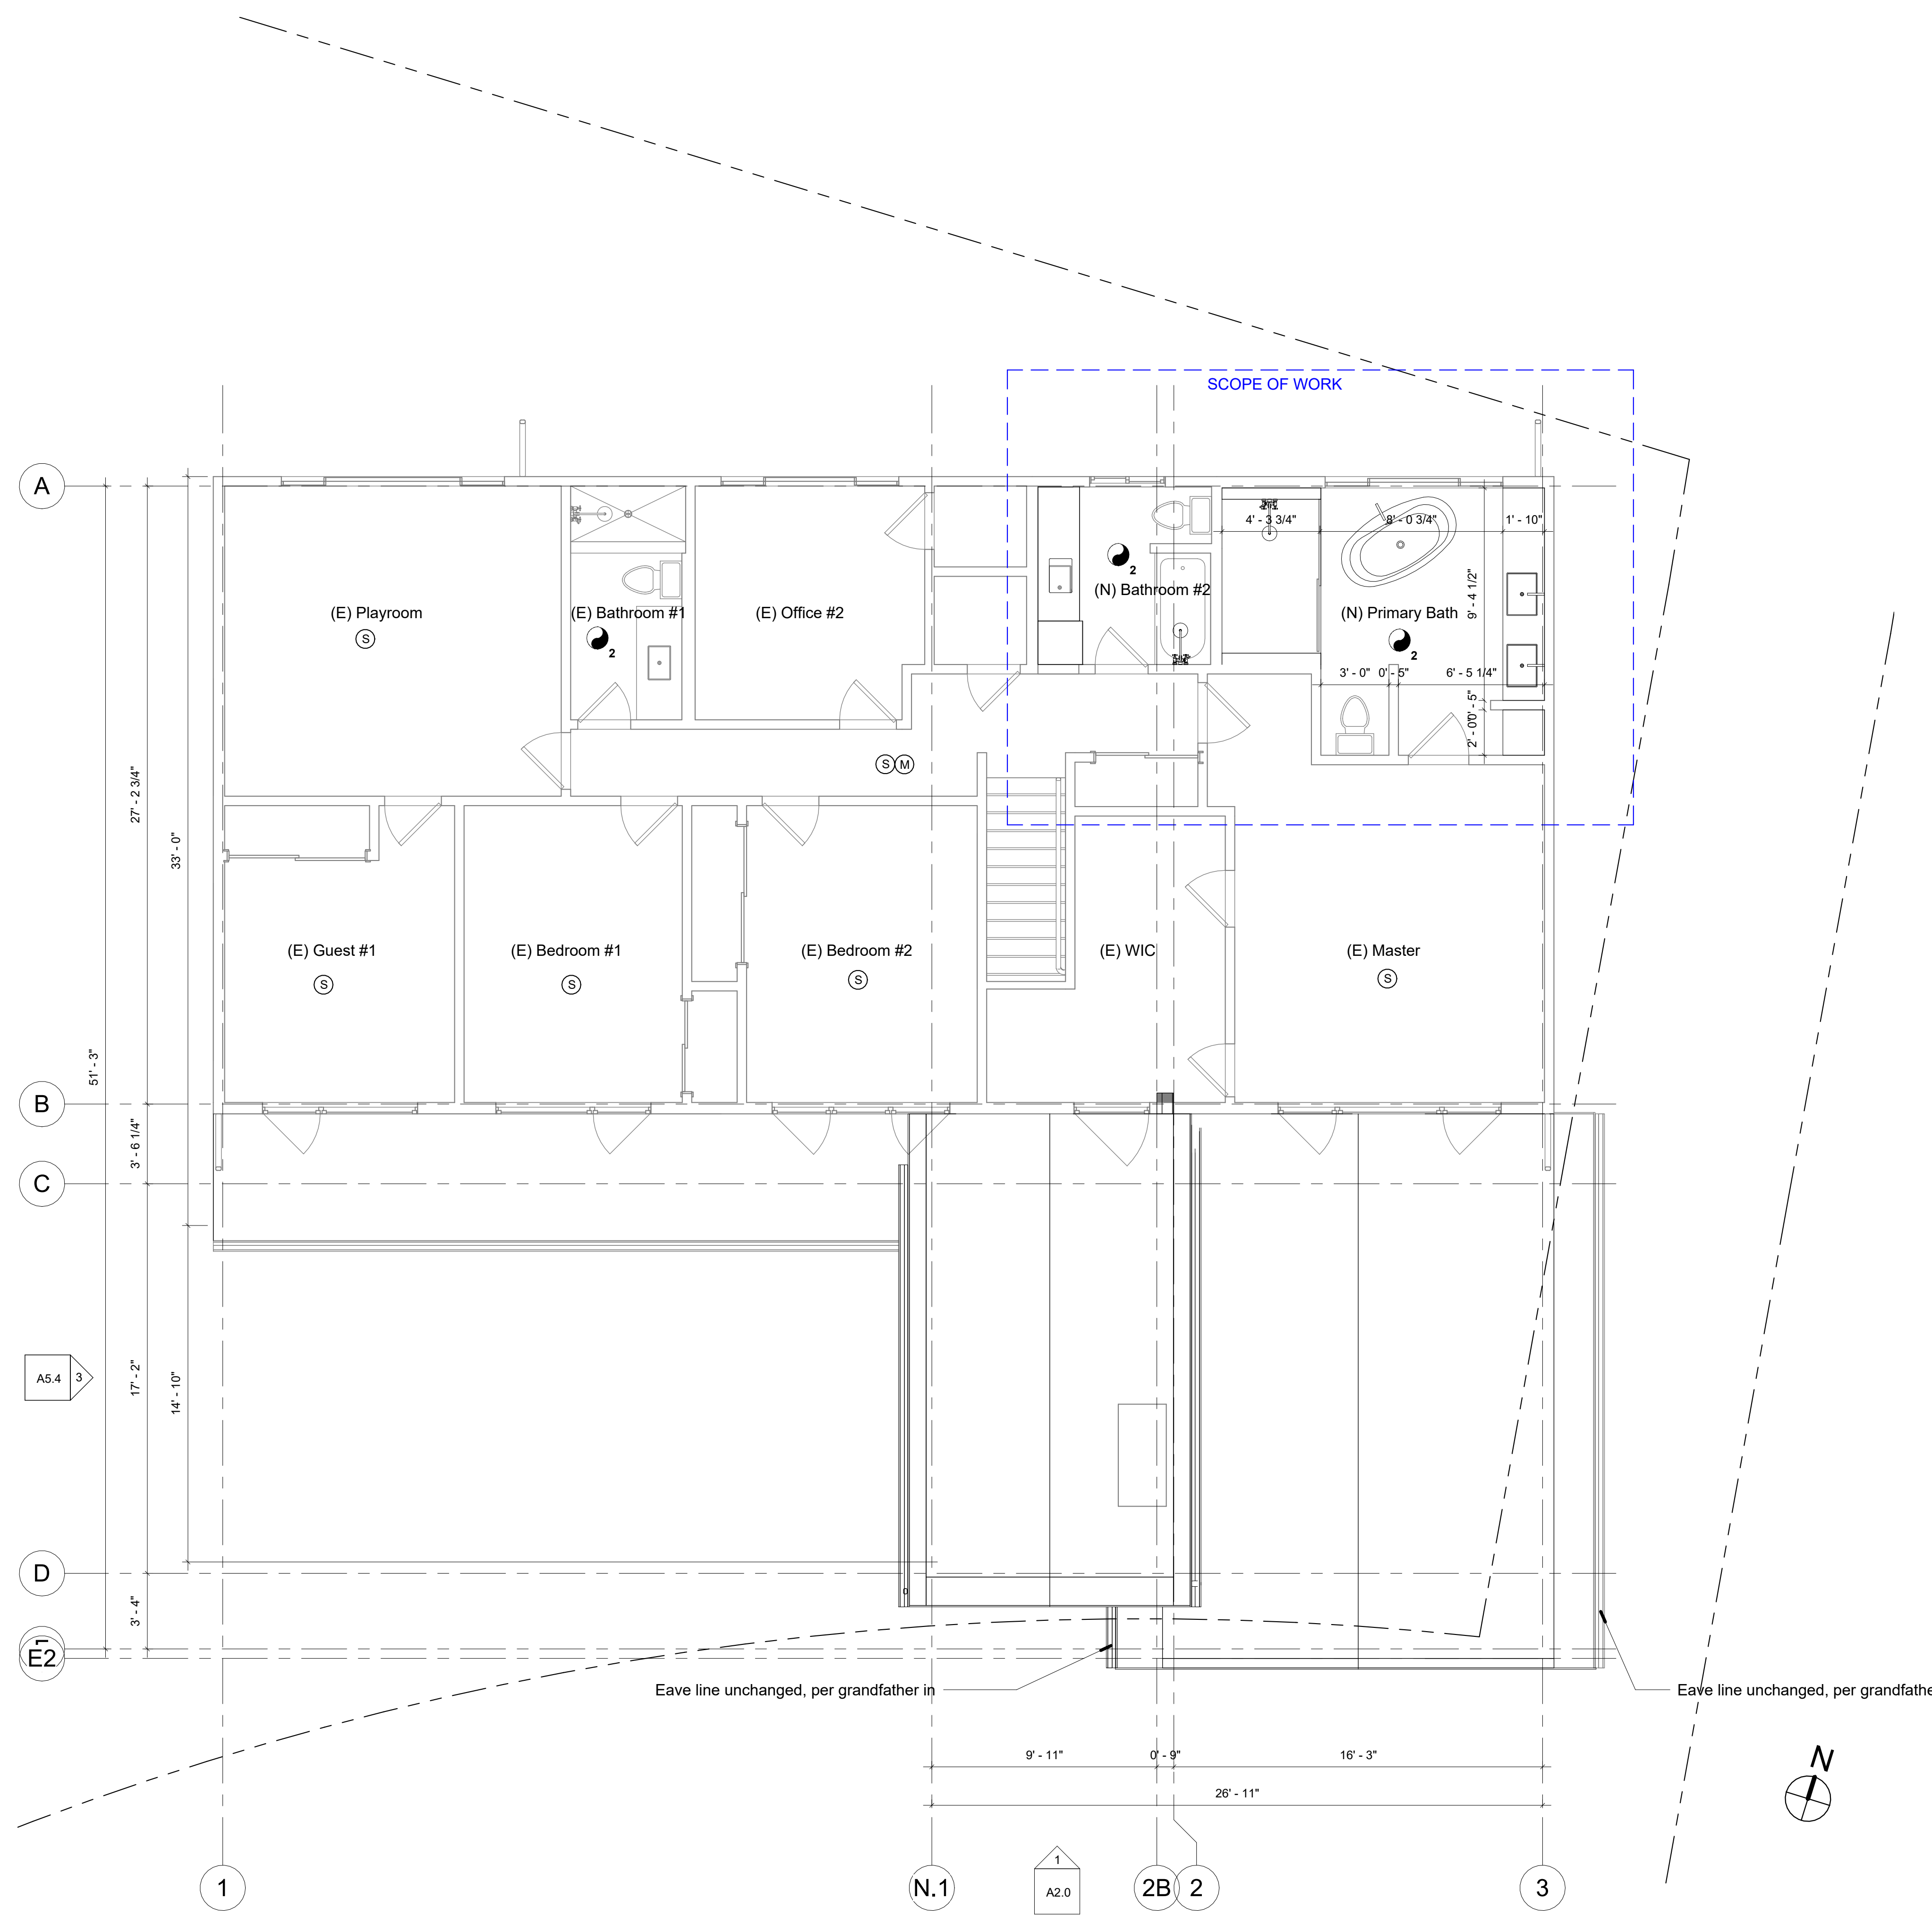 SCOPE OF WORK
A
4' - 3 3/4"
8' - 0 3/4"
1' - 10"
2
(N) Bathroom #2
9' - 4 1/2"
(E) Playroom
S
(E) Bathroom #1
2
(E) Office #2
(N) Primary Bath
2
3' - 0"
0' - 5"
6' - 5 1/4"
0' - 5"
2' - 0"
S
M
27' - 2 3/4"
33' - 0"
(E) Guest #1
S
(E) Bedroom #1
S
(E) Bedroom #2
S
(E) WIC
(E) Master
S
51' - 3"
B
3' - 6 1/4"
C
A5.4
3
17' - 2"
14' - 10"
D
3' - 4"
0
E2
Eave line unchanged, per grandfather in
Eave line unchanged, per grandfathe
9' - 11"
0' - 9"
16' - 3"
26' - 11"
N
1
A2.0
1
N.1
2B
2
3